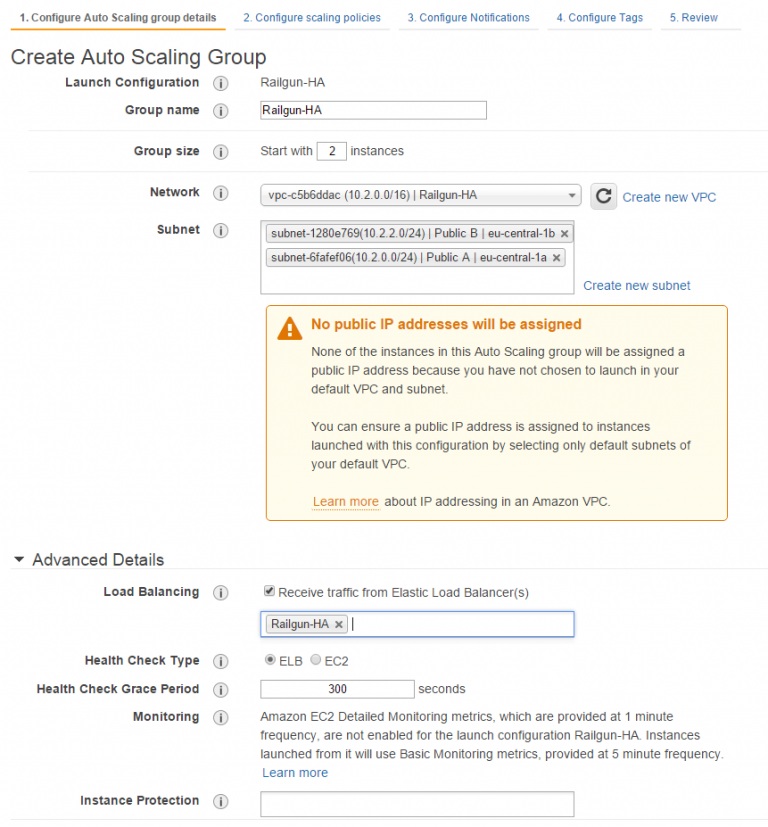 1. Configure Auto Scaling group details 2. Configure scaling policies 3. Configure Notifications 4. Configure Tags 5. Review
Create Auto Scaling Group
Launch Configuration i Railgun-HA
Group name i Railgun-HA
Group size i Start with 2 instances
Network i vpc-c5b6ddac (10.2.0.0/16) | Railgun-HA Create new VPC
Subnet i subnet-1280e769(10.2.2.0/24) | Public B | eu-central-1b ×
subnet-6fafef06(10.2.0.0/24) | Public A | eu-central-1a ×
Create new subnet
No public IP addresses will be assigned
None of the instances in this Auto Scaling group will be assigned a
public IP address because you have not chosen to launch in your
default VPC and subnet.
You can ensure a public IP address is assigned to instances
launched with this configuration by selecting only default subnets of
your default VPC.
Learn more about IP addressing in an Amazon VPC.
Advanced Details
Load Balancing i Receive traffic from Elastic Load Balancer(s)
Railgun-HA ×
Health Check Type i ELB EC2
Health Check Grace Period i 300 seconds
Monitoring i Amazon EC2 Detailed Monitoring metrics, which are provided at 1 minute
frequency, are not enabled for the launch configuration Railgun-HA. Instances
launched from it will use Basic Monitoring metrics, provided at 5 minute frequency.
Learn more
Instance Protection i